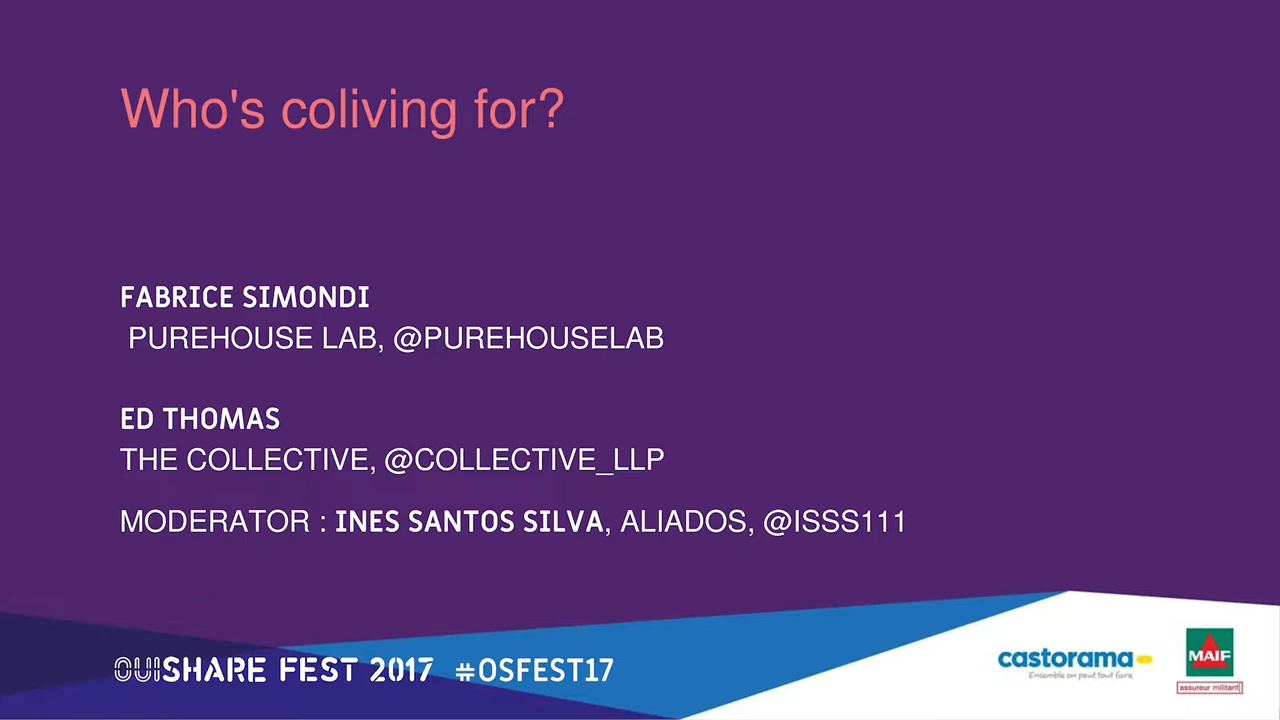 Who's coliving for?
FABRICE SIMONDI
PUREHOUSE LAB, @PUREHOUSELAB
ED THOMAS
THE COLLECTIVE, @COLLECTIVE_LLP
MODERATOR : INES SANTOS SILVA, ALIADOS, @ISSS111
OUISHARE FEST 2017 #OSFEST17
castorama
Ensemble on peut tout faire
MAIF
assureur militant